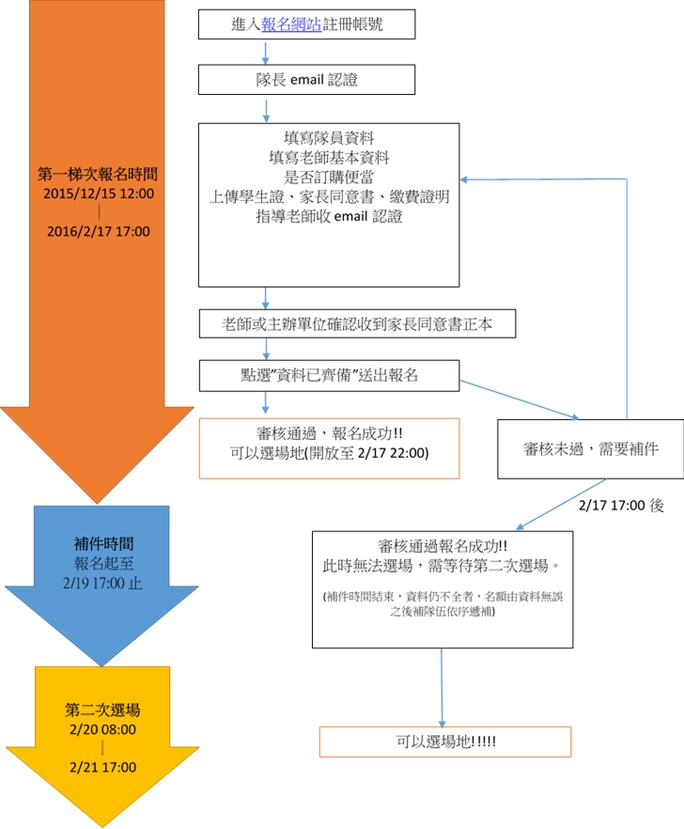 進入報名網站註冊帳號
隊長 email 認證
填寫隊員資料
填寫老師基本資料
是否訂購便當
上傳學生證、家長同意書、繳費證明
指導老師收 email 認證
第一梯次報名時間
2015/12/15 12:00
|
2016/2/17 17:00
老師或主辦單位確認收到家長同意書正本
點選”資料已齊備”送出報名
審核通過，報名成功!!
可以選場地(開放至 2/17 22:00)
審核未過，需要補件
2/17 17:00 後
補件時間
報名起至
2/19 17:00 止
審核通過報名成功!!
此時無法選場，需等待第二次選場。
(補件時間結束，資料仍不全者，名額由資料無誤
之後補隊伍依序遞補)
第二次選場
2/20 08:00
|
2/21 17:00
可以選場地!!!!!